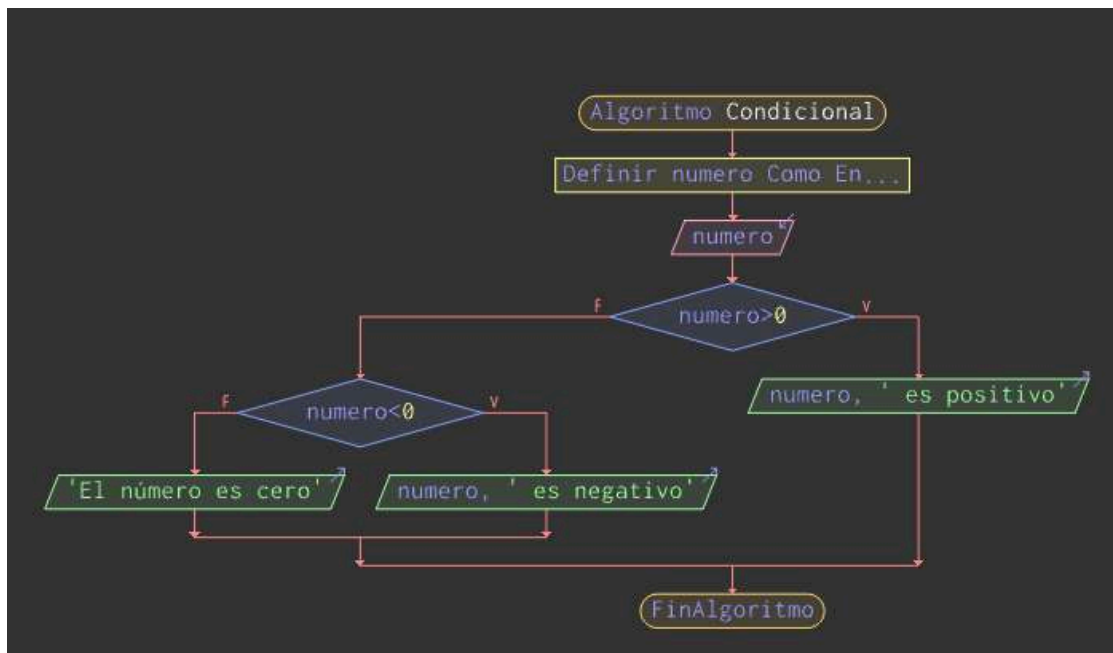 Algoritmo Condicional
Definir numero Como En...
numero
numero>0
F
V
numero<0
F
V
numero, ' es positivo'
'El número es cero'
numero, ' es negativo'
FinAlgoritmo